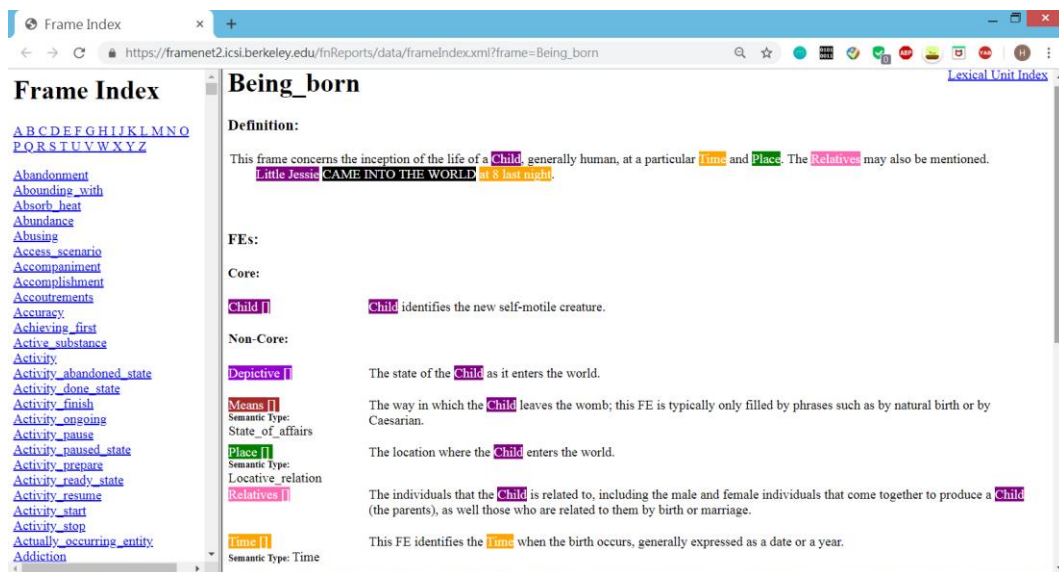 Frame Index
https://framenet2.icsi.berkeley.edu/fnReports/data/frameIndex.xml?frame=Being_born
Frame Index
A B C D E F G H I J K L M N O
P Q R S T U V W X Y Z
Abandonment
Abounding_with
Absorb_heat
Abundance
Abusing
Access_scenario
Accompaniment
Accomplishment
Accoutrements
Accuracy
Achieving_first
Active_substance
Activity
Activity_abandoned_state
Activity_done_state
Activity_finish
Activity_ongoing
Activity_pause
Activity_paused_state
Activity_prepare
Activity_ready_state
Activity_resume
Activity_start
Activity_stop
Actually_occurring_entity
Addiction
Lexical Unit Index
Being_born
Definition:
This frame concerns the inception of the life of a Child, generally human, at a particular Time and Place. The Relatives may also be mentioned.
Little Jessie CAME INTO THE WORLD at 8 last night.
FEs:
Core:
Child [] Child identifies the new self-motile creature.
Non-Core:
Depictive [] The state of the Child as it enters the world.
Means [] The way in which the Child leaves the womb; this FE is typically only filled by phrases such as by natural birth or by
Semantic Type: Caesarian.
State_of_affairs
Place [] The location where the Child enters the world.
Semantic Type:
Locative_relation
Relatives [] The individuals that the Child is related to, including the male and female individuals that come together to produce a Child
(the parents), as well those who are related to them by birth or marriage.
Time [] This FE identifies the Time when the birth occurs, generally expressed as a date or a year.
Semantic Type: Time